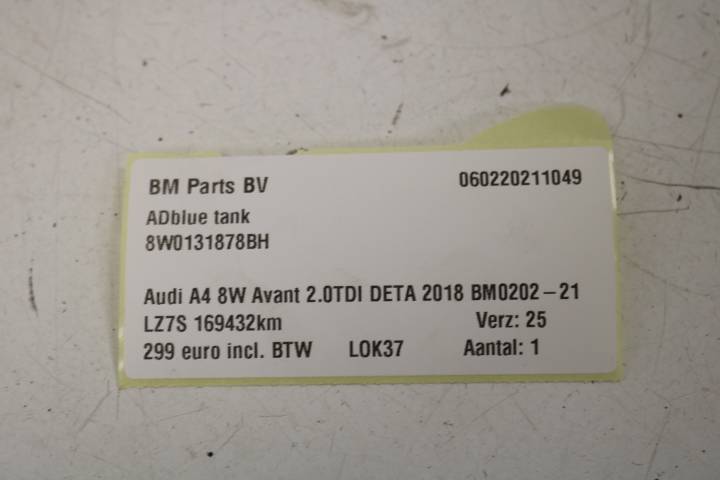 BM Parts BV 060220211049
ADblue tank
8W0131878BH
Audi A4 8W Avant 2.0TDI DETA 2018 BM0202-21
LZ7S 169432km Verz: 25
299 euro incl. BTW LOK37 Aantal: 1